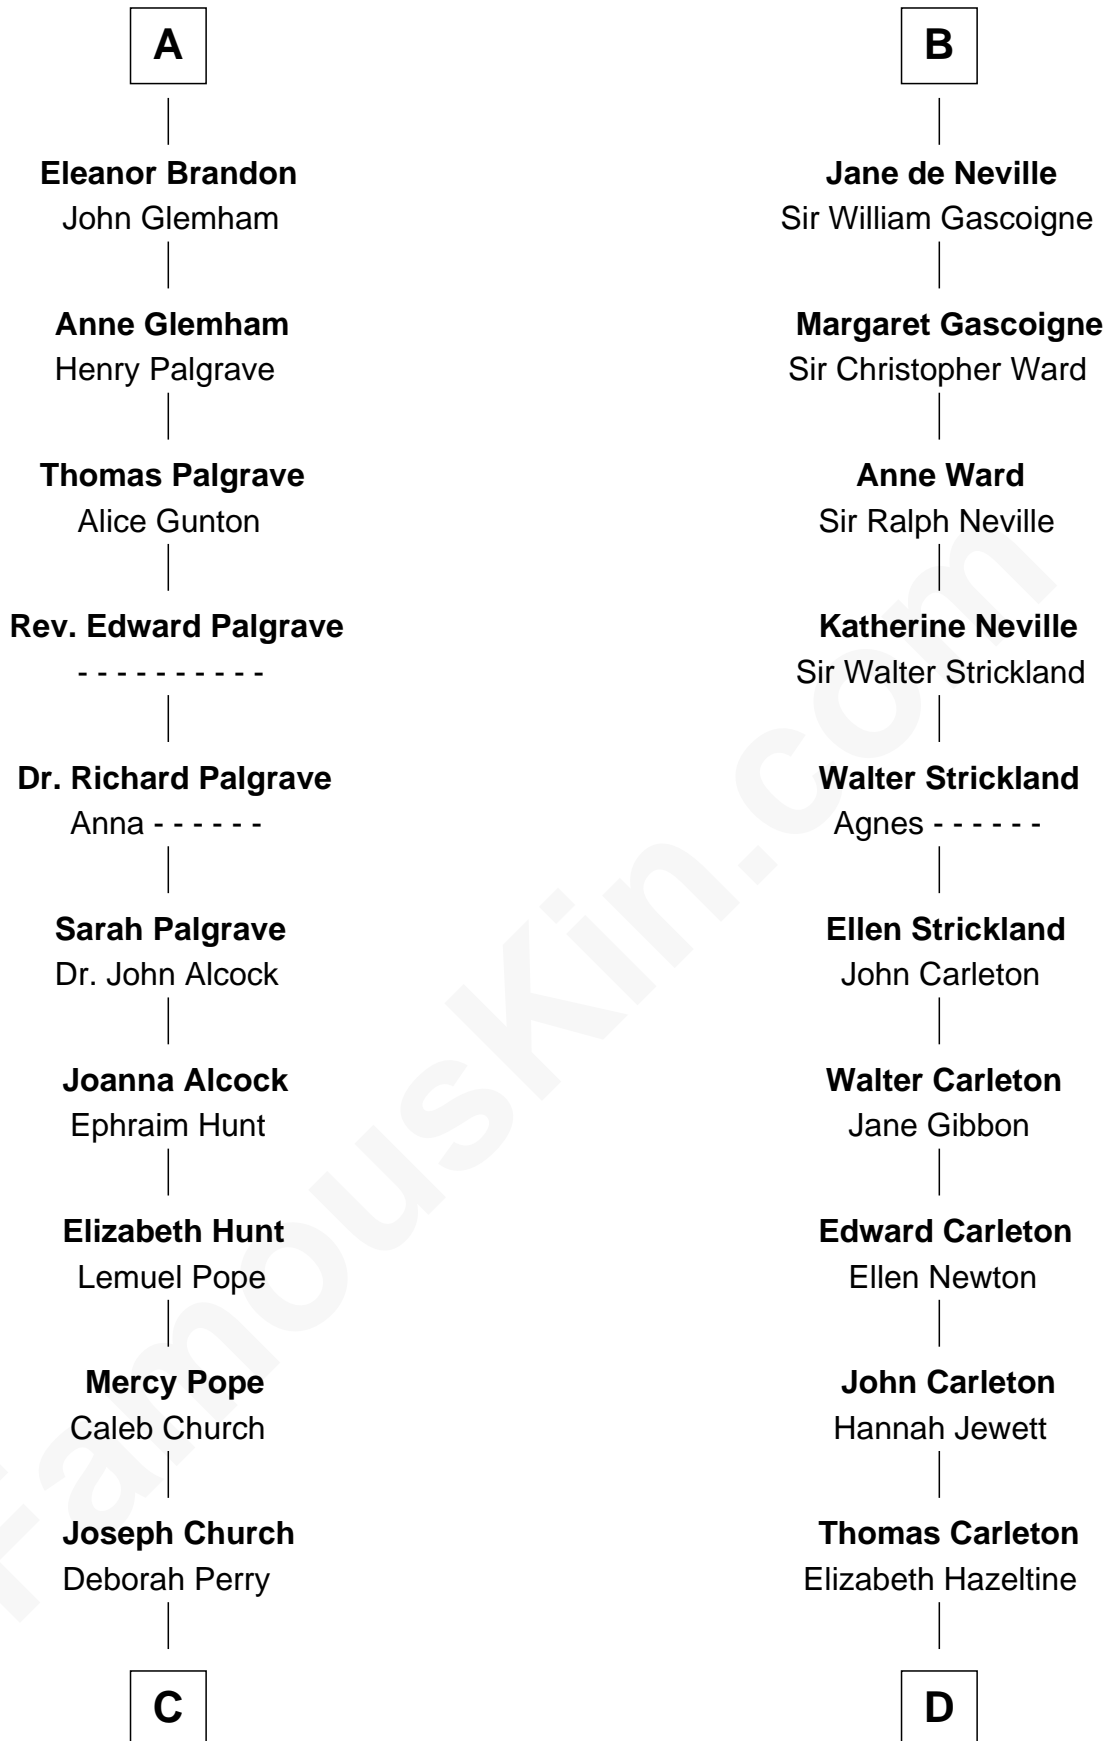 A
Eleanor Brandon
John Glemham
Anne Glemham
Henry Palgrave
Thomas Palgrave
Alice Gunton
Rev. Edward Palgrave
- - - - - - - - - -
Dr. Richard Palgrave
Anna - - - - - -
Sarah Palgrave
Dr. John Alcock
Joanna Alcock
Ephraim Hunt
Elizabeth Hunt
Lemuel Pope
Mercy Pope
Caleb Church
Joseph Church
Deborah Perry
C
B
Jane de Neville
Sir William Gascoigne
Margaret Gascoigne
Sir Christopher Ward
Anne Ward
Sir Ralph Neville
Katherine Neville
Sir Walter Strickland
Walter Strickland
Agnes - - - - - -
Ellen Strickland
John Carleton
Walter Carleton
Jane Gibbon
Edward Carleton
Ellen Newton
John Carleton
Hannah Jewett
Thomas Carleton
Elizabeth Hazeltine
D
FamousKin.com